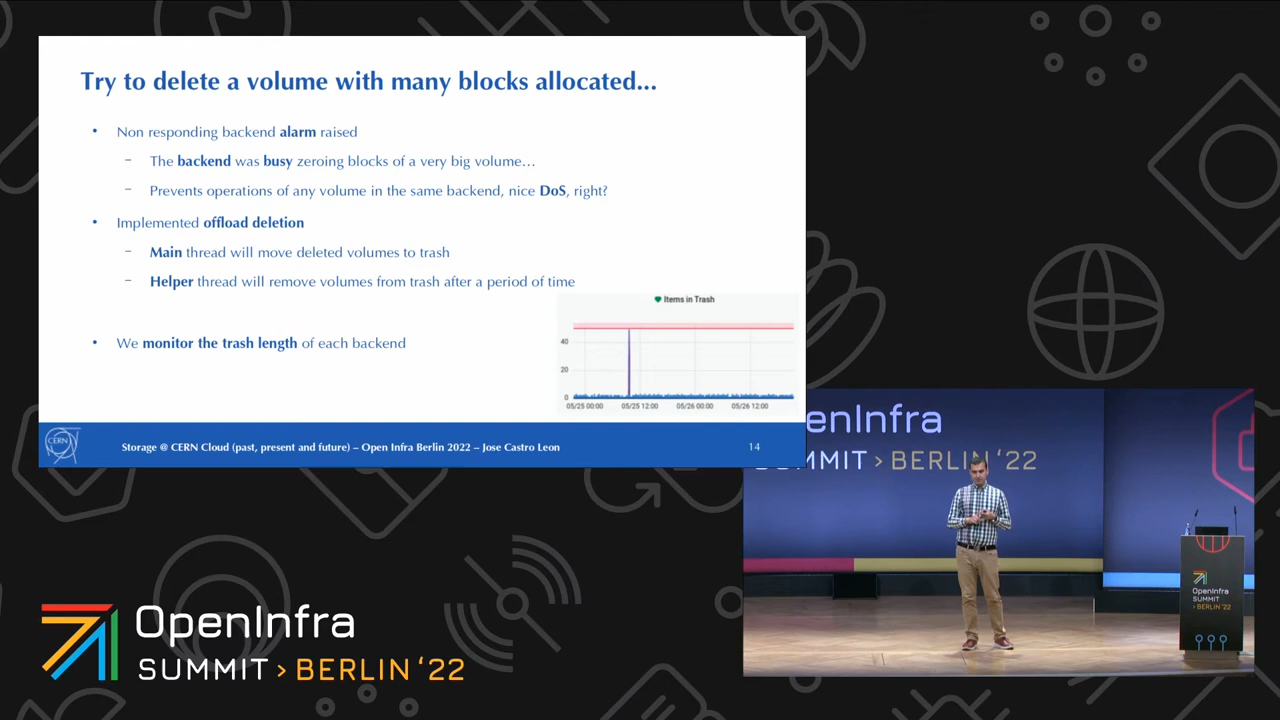 Try to delete a volume with many blocks allocated...
• Non responding backend alarm raised
– The backend was busy zeroing blocks of a very big volume…
– Prevents operations of any volume in the same backend, nice DoS, right?
• Implemented offload deletion
– Main thread will move deleted volumes to trash
– Helper thread will remove volumes from trash after a period of time
• We monitor the trash length of each backend
Items in Trash
40
20
0
05/25 00:00 05/25 12:00 05/26 00:00 05/26 12:00
CERN
Storage @ CERN Cloud (past, present and future) – Open Infra Berlin 2022 – Jose Castro Leon
14
enInfra
SUMMIT > BERLIN '22
OpenInfra
SUMMIT
> BERLIN '22
OpenInfra
SUMMIT > BERLIN '22